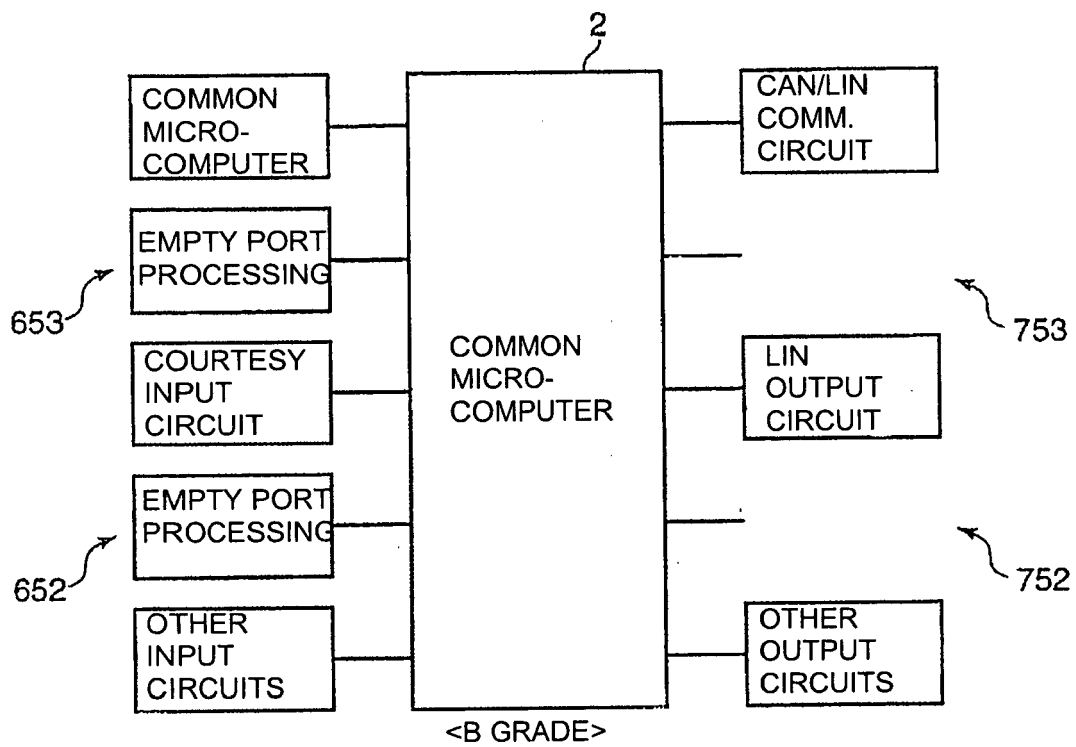 2
COMMON
MICRO-
COMPUTER
EMPTY PORT
PROCESSING
653
COURTESY
INPUT
CIRCUIT
EMPTY PORT
PROCESSING
652
OTHER
INPUT
CIRCUITS
COMMON
MICRO-
COMPUTER
CAN/LIN
COMM.
CIRCUIT
753
LIN
OUTPUT
CIRCUIT
752
OTHER
OUTPUT
CIRCUITS
<B GRADE>